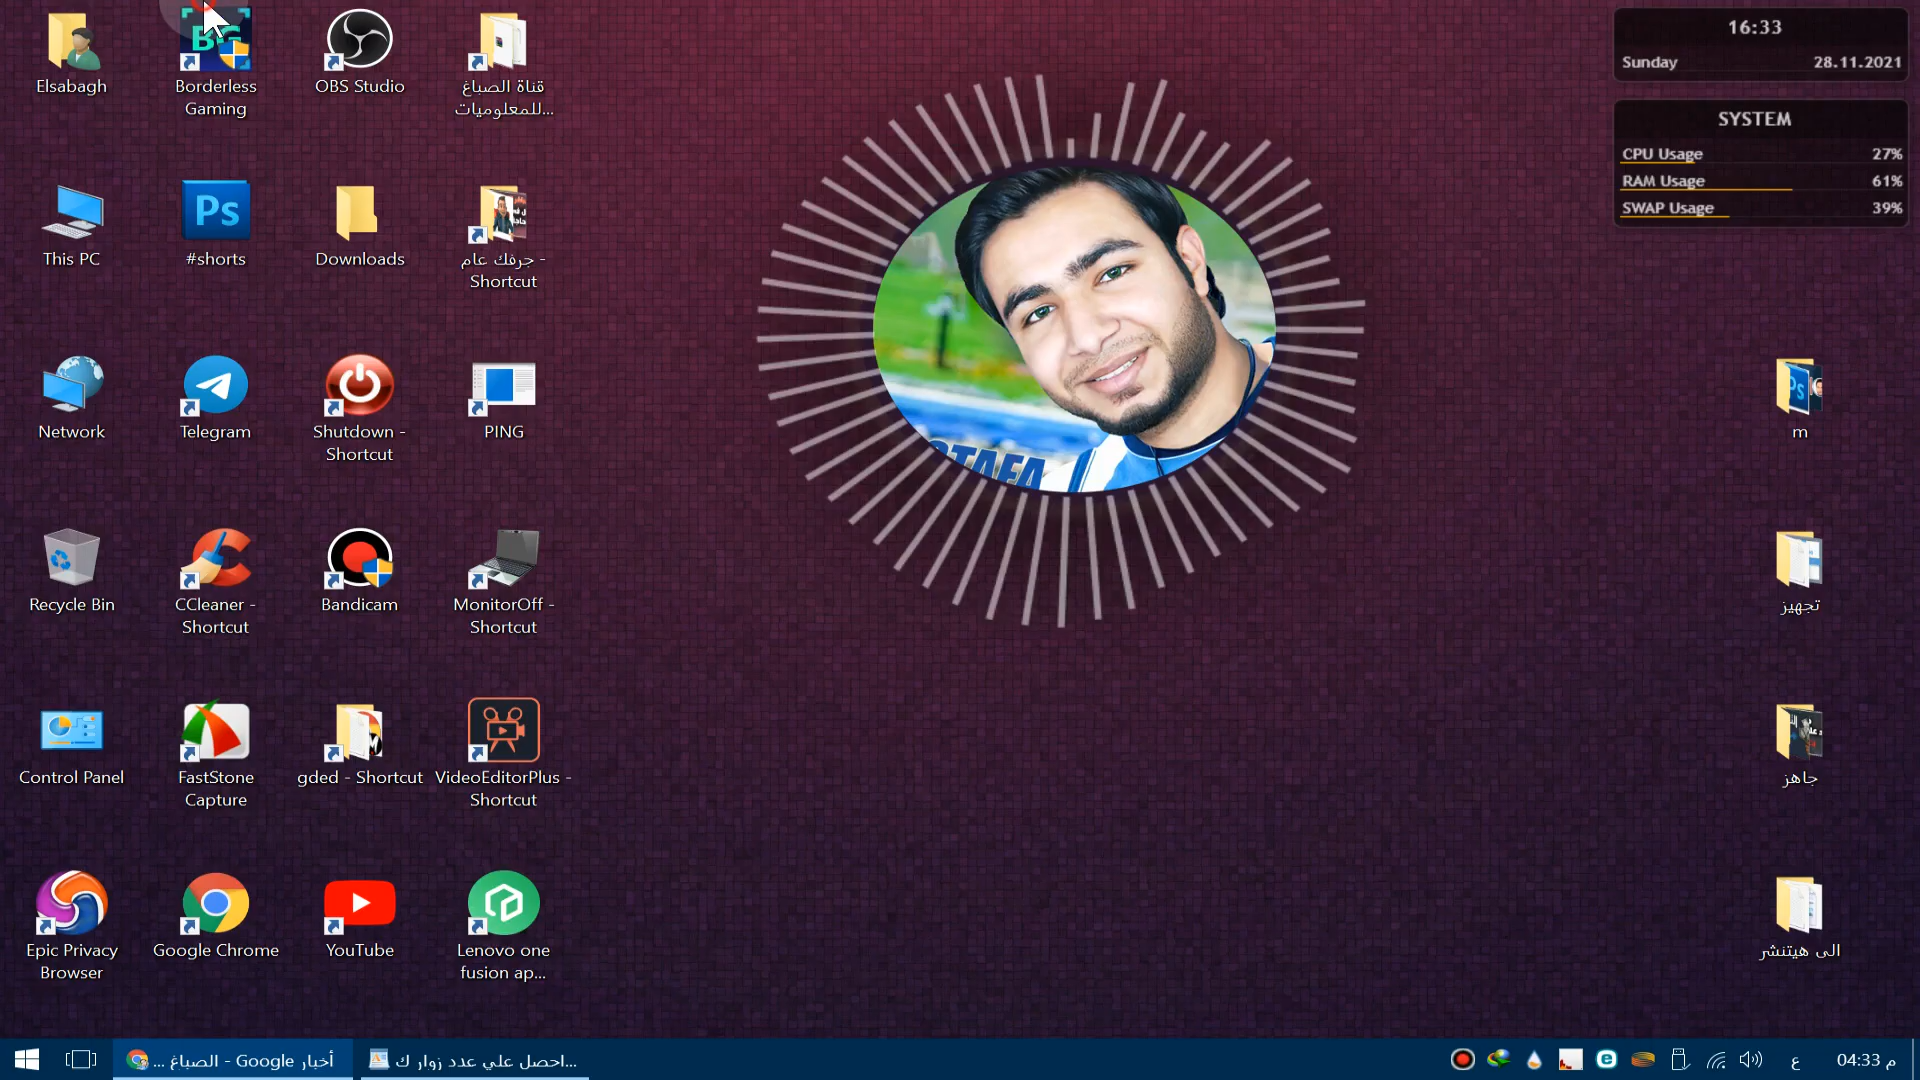 Elsabagh
Borderless
Gaming
OBS Studio
قناة الصباغ
للمعلوميات...
16:33
Sunday 28.11.2021
SYSTEM
CPU Usage 27%
RAM Usage 61%
SWAP Usage 39%
This PC
Ps
#shorts
Downloads
جرفك عام -
Shortcut
Network
Telegram
Shutdown -
Shortcut
PING
Ps
m
Recycle Bin
CCleaner -
Shortcut
Bandicam
MonitorOff -
Shortcut
تجهيز
Control Panel
FastStone
Capture
gded - Shortcut
VideoEditorPlus -
Shortcut
جاهز
Epic Privacy
Browser
Google Chrome
YouTube
Lenovo one
fusion ap...
الى هيتنشر
أخبار Google - الصباغ ...
احصل علي عدد زوار ك...
ع
04:33 م